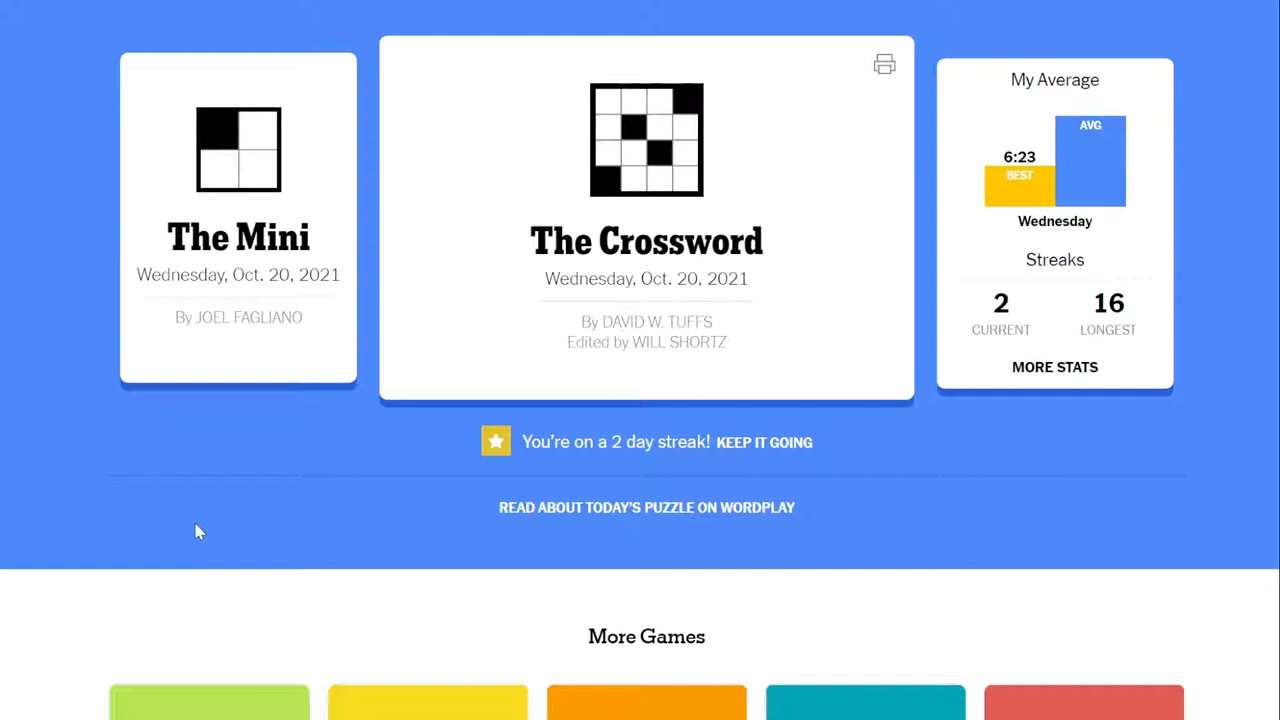 The Mini
Wednesday, Oct. 20, 2021
By JOEL FAGLIANO
The Crossword
Wednesday, Oct. 20, 2021
By DAVID W. TUFFS
Edited by WILL SHORTZ
My Average
AVG
6:23
BEST
Wednesday
Streaks
2 16
CURRENT LONGEST
MORE STATS
You're on a 2 day streak! KEEP IT GOING
READ ABOUT TODAY'S PUZZLE ON WORDPLAY
More Games